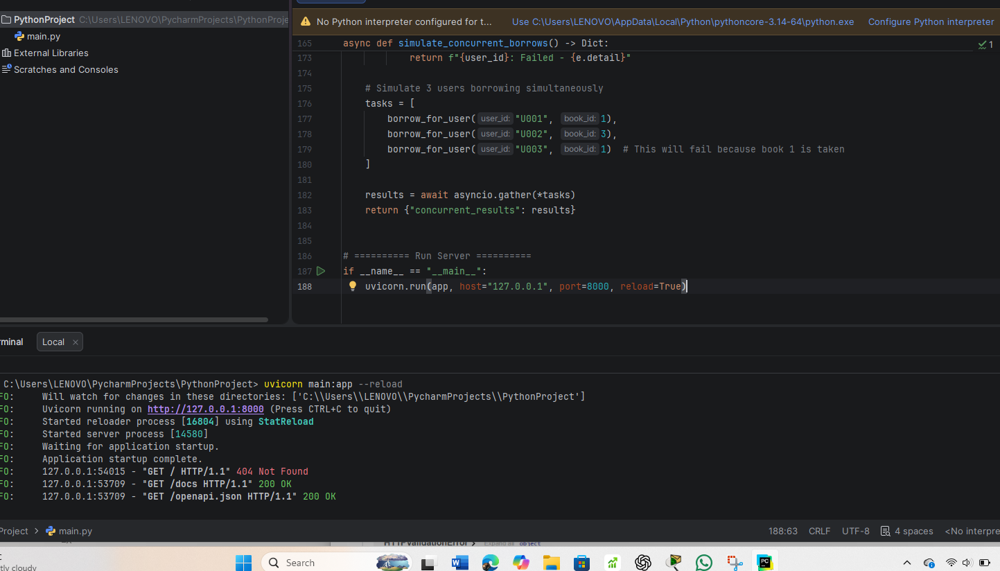 PythonProject C:\Users\LENOVO\PycharmProjects\PythonProje
main.py
External Libraries
Scratches and Consoles
No Python interpreter configured for t... Use C:\Users\LENOVO\AppData\Local\Python\pythoncore-3.14-64\python.exe Configure Python interpreter
165 async def simulate_concurrent_borrows() -> Dict:
1
173 return f"{user_id}: Failed - {e.detail}"
174
175 # Simulate 3 users borrowing simultaneously
176 tasks = [
177 borrow_for_user( user_id: "U001", book_id: 1),
178 borrow_for_user( user_id: "U002", book_id: 3),
179 borrow_for_user( user_id: "U003", book_id: 1) # This will fail because book 1 is taken
180 ]
181
182 results = await asyncio.gather(*tasks)
183 return {"concurrent_results": results}
184
185
186 # ========== Run Server ==========
187 if __name__ == "__main__":
188 uvicorn.run(app, host="127.0.0.1", port=8000, reload=True)
rminal Local ×
C:\Users\LENOVO\PycharmProjects\PythonProject> uvicorn main:app --reload
FO: Will watch for changes in these directories: ['C:\\Users\\LENOVO\\PycharmProjects\\PythonProject']
FO: Uvicorn running on http://127.0.0.1:8000 (Press CTRL+C to quit)
FO: Started reloader process [16804] using StatReload
FO: Started server process [14580]
FO: Waiting for application startup.
FO: Application startup complete.
FO: 127.0.0.1:54015 - "GET / HTTP/1.1" 404 Not Found
FO: 127.0.0.1:53709 - "GET /docs HTTP/1.1" 200 OK
FO: 127.0.0.1:53709 - "GET /openapi.json HTTP/1.1" 200 OK
Project > main.py 188:63 CRLF UTF-8 4 spaces <No interpre
HTTPValidationError > Expand all object
tly cloudy
Search
PC